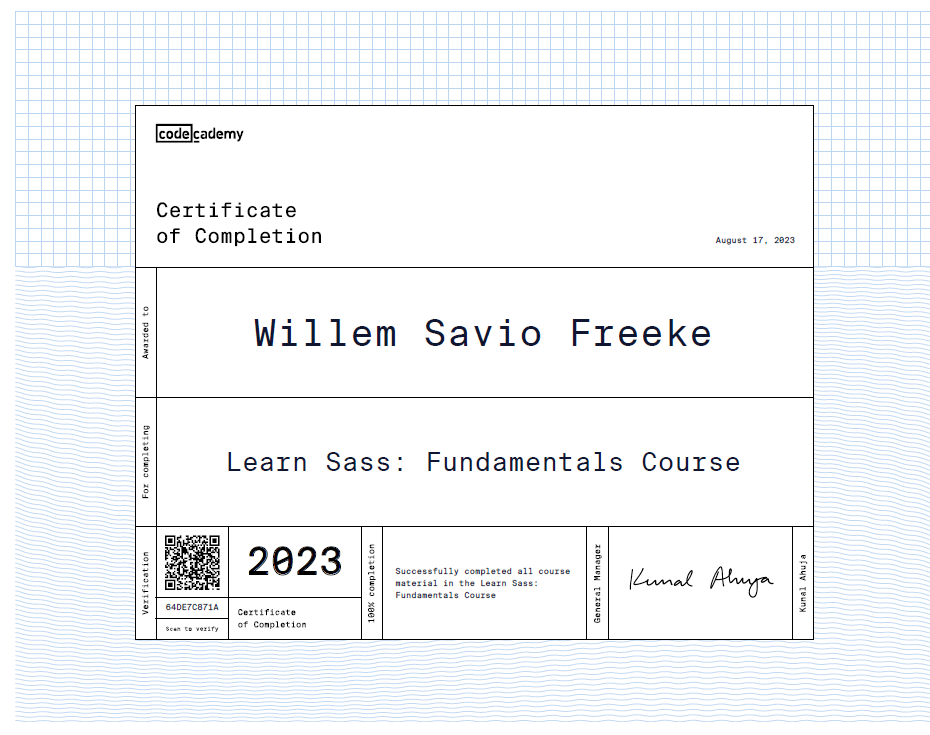 codecademy
Certificate
of Completion
August 17, 2023
Awarded to
Willem Savio Freeke
For completing
Learn Sass: Fundamentals Course
Verification
64DE7C871A
Scan to verify
2023
Certificate
of Completion
100% completion
Successfully completed all course
material in the Learn Sass:
Fundamentals Course
General Manager
Kunal Ahuja
Kunal Ahuja